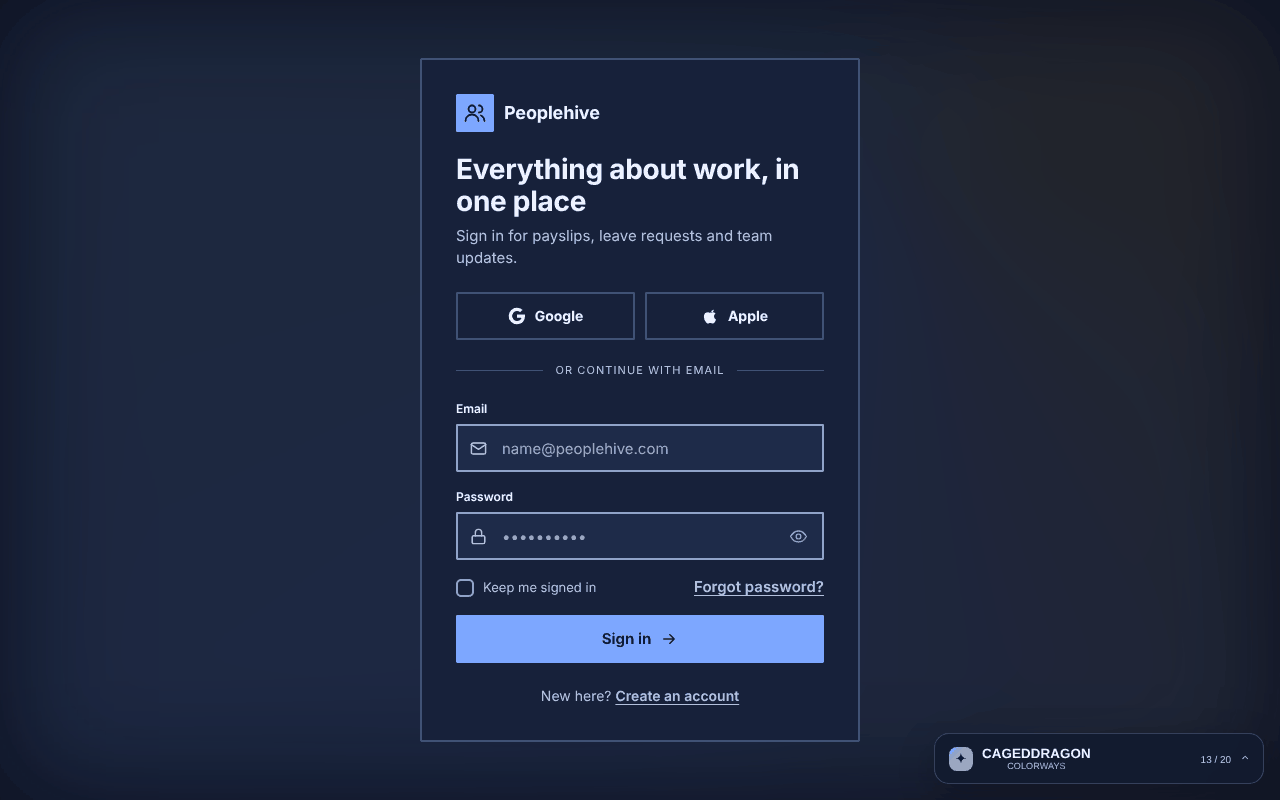 Peoplehive
Everything about work, in
one place
Sign in for payslips, leave requests and team
updates.
Google
Apple
OR CONTINUE WITH EMAIL
Email
name@peoplehive.com
Password
Keep me signed in
Forgot password?
Sign in
New here? Create an account
CAGEDDRAGON
COLORWAYS
13 / 20